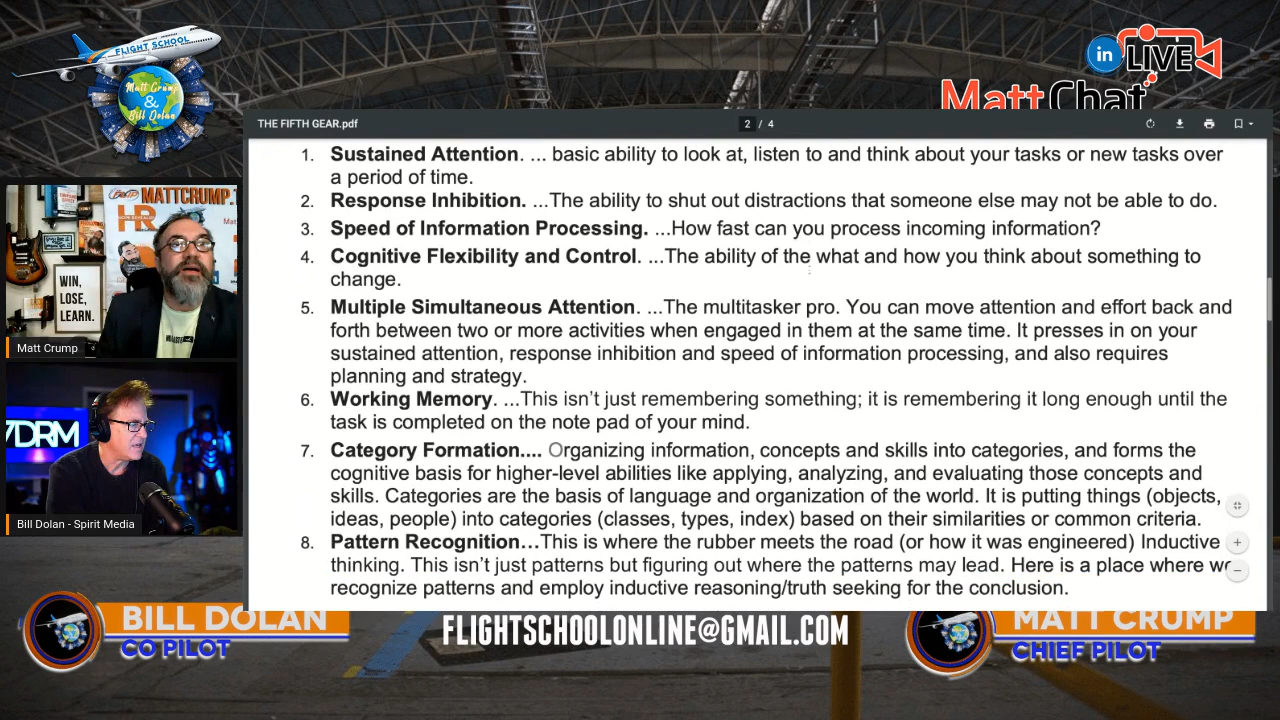 FLIGHT SCHOOL
Matt Crump
&
Bill Dolan
in LIVE
MattChat
THE FIFTH GEAR.pdf
2 / 4
1. Sustained Attention. ... basic ability to look at, listen to and think about your tasks or new tasks over
a period of time.
2. Response Inhibition. ...The ability to shut out distractions that someone else may not be able to do.
3. Speed of Information Processing. ...How fast can you process incoming information?
4. Cognitive Flexibility and Control. ...The ability of the what and how you think about something to
change.
5. Multiple Simultaneous Attention. ...The multitasker pro. You can move attention and effort back and
forth between two or more activities when engaged in them at the same time. It presses in on your
sustained attention, response inhibition and speed of information processing, and also requires
planning and strategy.
6. Working Memory. ...This isn’t just remembering something; it is remembering it long enough until the
task is completed on the note pad of your mind.
7. Category Formation.... Organizing information, concepts and skills into categories, and forms the
cognitive basis for higher-level abilities like applying, analyzing, and evaluating those concepts and
skills. Categories are the basis of language and organization of the world. It is putting things (objects,
ideas, people) into categories (classes, types, index) based on their similarities or common criteria.
8. Pattern Recognition…This is where the rubber meets the road (or how it was engineered) Inductive
thinking. This isn’t just patterns but figuring out where the patterns may lead. Here is a place where we
recognize patterns and employ inductive reasoning/truth seeking for the conclusion.
MATTCRUMP.
HR
WIN,
LOSE,
LEARN.
Matt Crump
7DRM
Bill Dolan - Spirit Media
BILL DOLAN
CO PILOT
FLIGHTSCHOOLONLINE@GMAIL.COM
MATT CRUMP
CHIEF PILOT